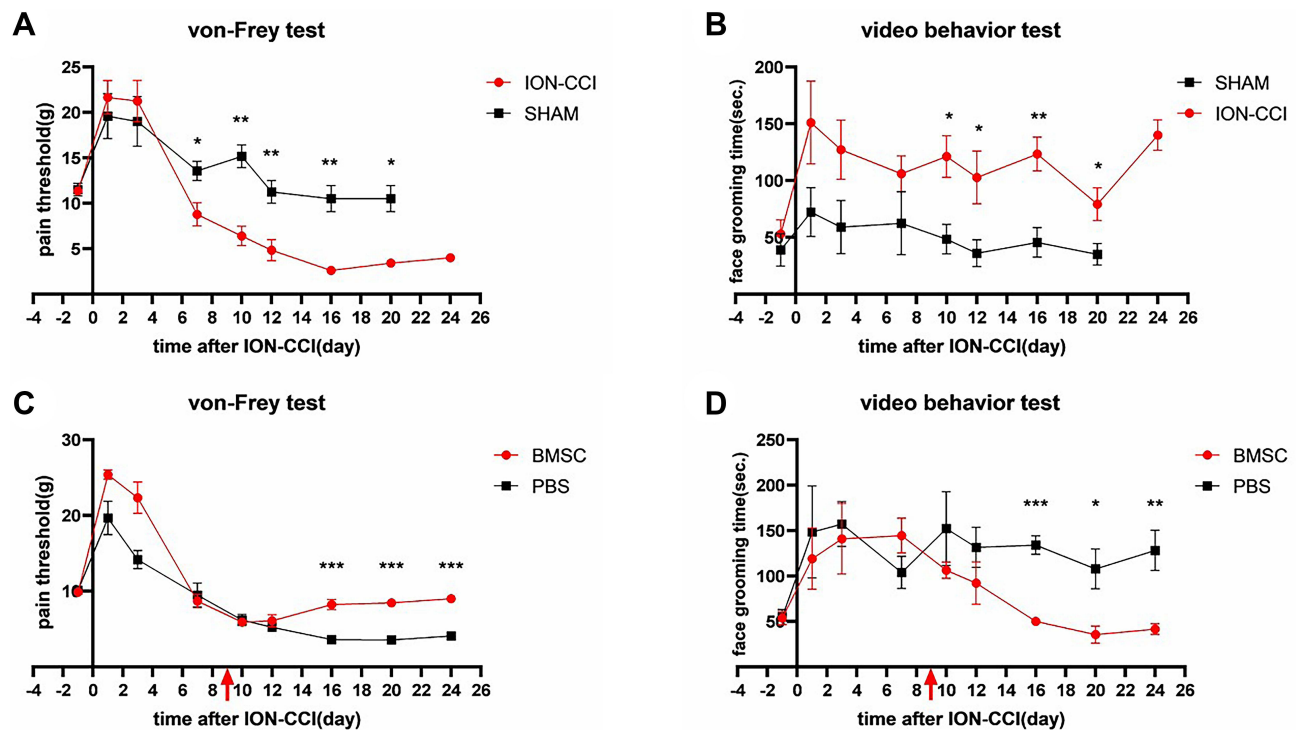 A
von-Frey test
pain threshold(g)
25
20
15
10
5
ION-CCI
SHAM
*
**
**
**
*
-4 -2 0 2 4 6 8 10 12 14 16 18 20 22 24 26
time after ION-CCI(day)
B
video behavior test
face grooming time(sec.)
200
150
100
50
SHAM
ION-CCI
*
*
**
*
-4 -2 0 2 4 6 8 10 12 14 16 18 20 22 24 26
time after ION-CCI(day)
C
von-Frey test
pain threshold(g)
30
20
10
BMSC
PBS
***
***
***
-4 -2 0 2 4 6 8 10 12 14 16 18 20 22 24 26
time after ION-CCI(day)
D
video behavior test
face grooming time(sec.)
250
200
150
100
50
BMSC
PBS
***
*
**
-4 -2 0 2 4 6 8 10 12 14 16 18 20 22 24 26
time after ION-CCI(day)